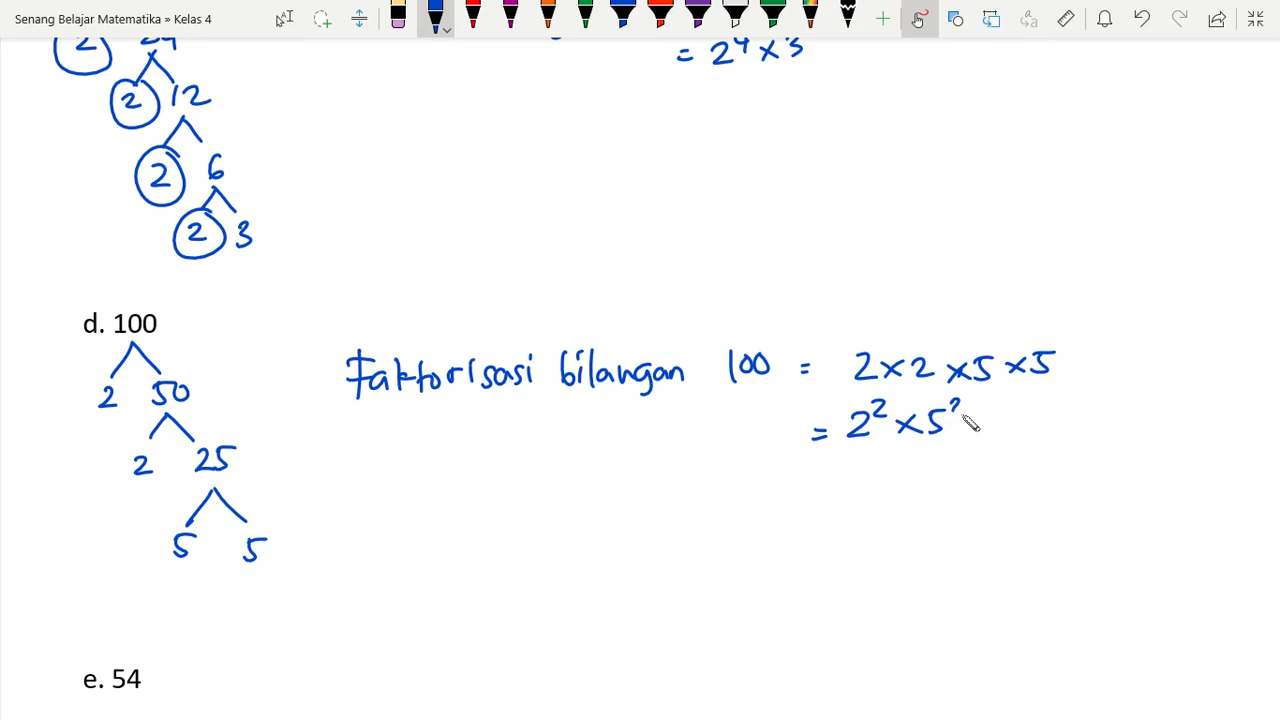 Senang Belajar Matematika » Kelas 4
2 24
= 2⁴ × 3
2 12
2 6
2 3
d. 100
Faktorisasi bilangan 100 = 2 × 2 × 5 × 5
2 50
= 2² × 5²
2 25
5 5
e. 54